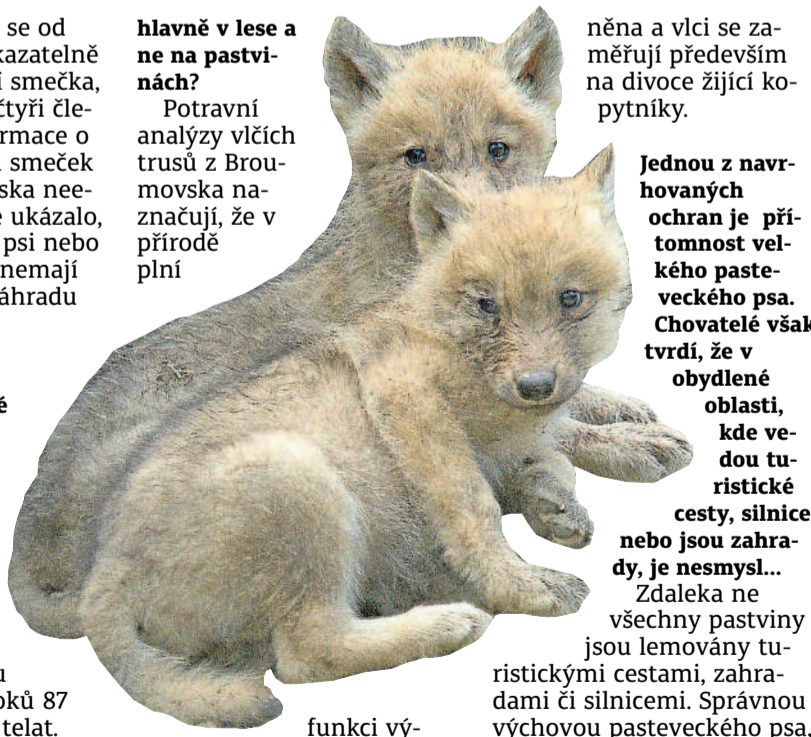 se od
kazatelně
í smečka,
čtyři čle-
rmace o
smeček
ska nee-
e ukázalo,
psi nebo
nemají
áhradu
é
u
oků 87
telat.
hlavně v lese a
ne na pastvi-
nách?
Potravní
analýzy vlčích
trusů z Brou-
movska na-
značují, že v
přírodě
plní
funkci vý-
něna a vlci se za-
měřují především
na divoce žijící ko-
pytníky.
Jednou z navr-
hovaných
ochran je pří-
tomnost vel-
kého paste-
veckého psa.
Chovatelé však
tvrdí, že v
obydlené
oblasti,
kde ve-
dou tu-
ristické
cesty, silnice
nebo jsou zahra-
dy, je nesmysl...
Zdaleka ne
všechny pastviny
jsou lemovány tu-
ristickými cestami, zahra-
dami či silnicemi. Správnou
výchovou pasteveckého psa,